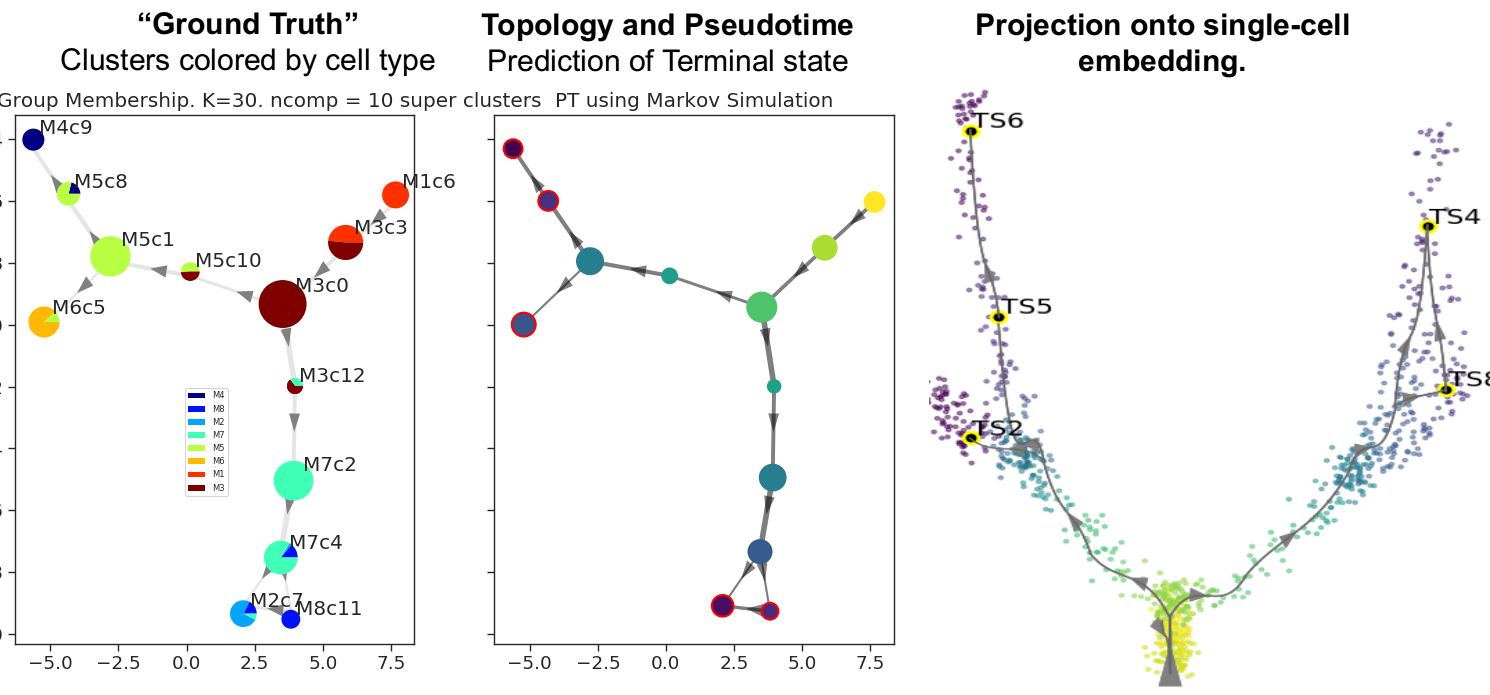 “Ground Truth”
Clusters colored by cell type
Topology and Pseudotime
Prediction of Terminal state
Projection onto single-cell
embedding.
Group Membership. K=30. ncomp = 10 super clusters
PT using Markov Simulation
M4c9
M5c8
M1c6
M3c3
M5c1
M5c10
M3c0
M6c5
M3c12
M4
M8
M2
M7
M5
M6
M1
M3
M7c2
M7c4
M2c7
M8c11
−5.0 −2.5 0.0 2.5 5.0 7.5
−5.0 −2.5 0.0 2.5 5.0 7.5
TS6
TS4
TS5
TS8
TS2